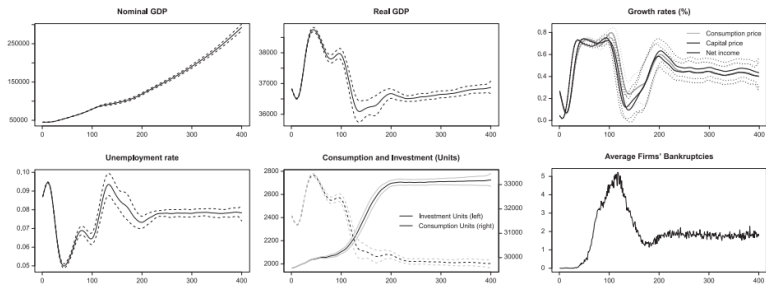 Nominal GDP
250000
150000
50000
0 100 200 300 400
Real GDP
38000
37000
36000
0 100 200 300 400
Growth rates (%)
0,8
0,6
0,4
0,2
0,0
Consumption price
Capital price
Net income
0 100 200 300 400
Unemployment rate
0,10
0,09
0,08
0,07
0,06
0,05
0 100 200 300 400
Consumption and Investment (Units)
2800
2600
2400
2200
2000
33000
32000
31000
30000
Investment Units (left)
Consumption Units (right)
0 100 200 300 400
Average Firms' Bankruptcies
5
4
3
2
1
0
0 100 200 300 400